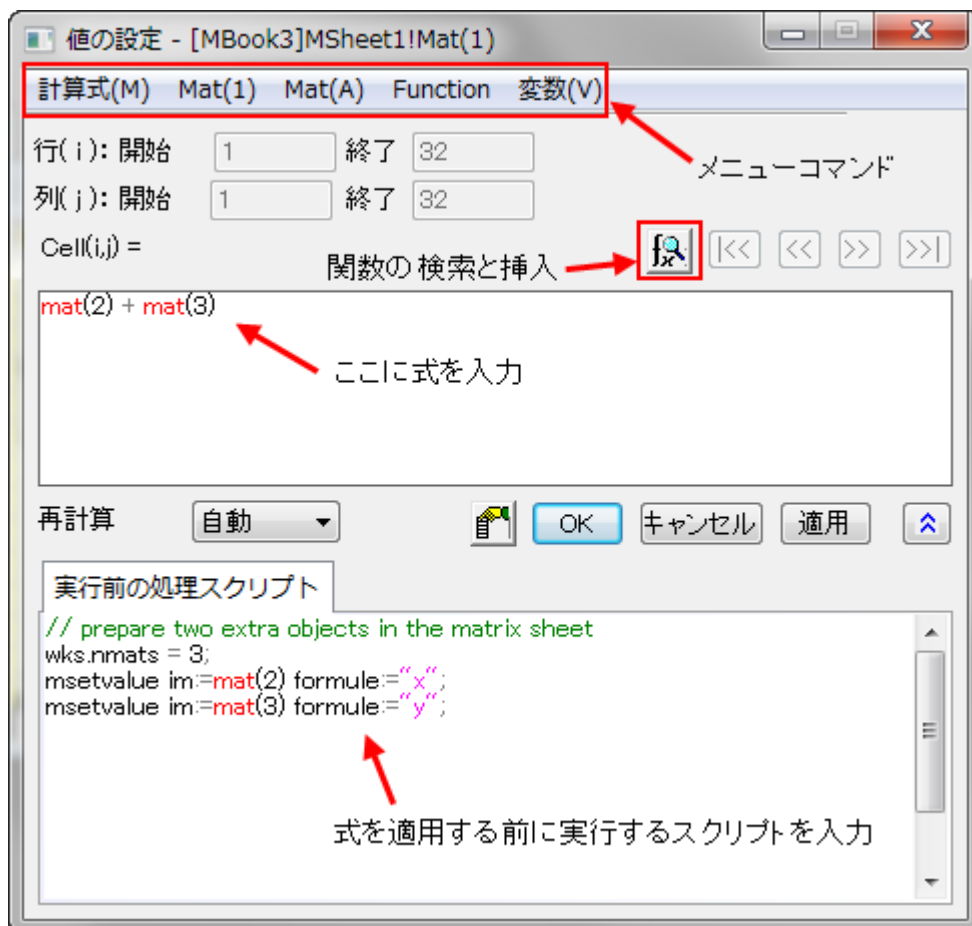 値の設定 - [MBook3]MSheet1!Mat(1)
計算式(M) Mat(1) Mat(A) Function 変数(V)
メニューコマンド
行(i): 開始 1 終了 32
列(j): 開始 1 終了 32
Cell(i,j) =
関数の検索と挿入
fx |<< << >> >>|
mat(2) + mat(3)
ここに式を入力
再計算 自動 OK キャンセル 適用
実行前の処理スクリプト
// prepare two extra objects in the matrix sheet
wks.nmats = 3;
msetvalue im:=mat(2) formule:="x";
msetvalue im:=mat(3) formule:="y";
式を適用する前に実行するスクリプトを入力